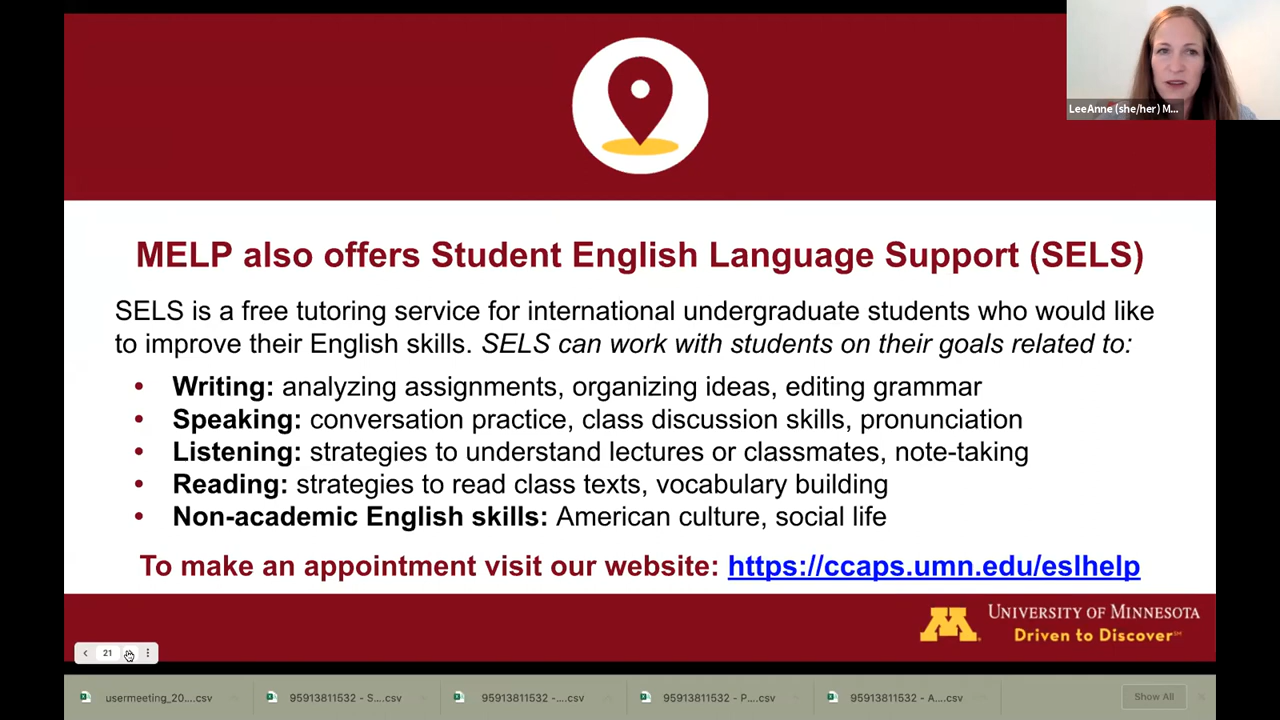 LeeAnne (she/her) M...
MELP also offers Student English Language Support (SELS)
SELS is a free tutoring service for international undergraduate students who would like
to improve their English skills. SELS can work with students on their goals related to:
• Writing: analyzing assignments, organizing ideas, editing grammar
• Speaking: conversation practice, class discussion skills, pronunciation
• Listening: strategies to understand lectures or classmates, note-taking
• Reading: strategies to read class texts, vocabulary building
• Non-academic English skills: American culture, social life
To make an appointment visit our website: https://ccaps.umn.edu/eslhelp
UNIVERSITY OF MINNESOTA
Driven to Discover℠
21
usermeeting_20....csv
95913811532 - S....csv
95913811532 -....csv
95913811532 - P....csv
95913811532 - A....csv
Show All